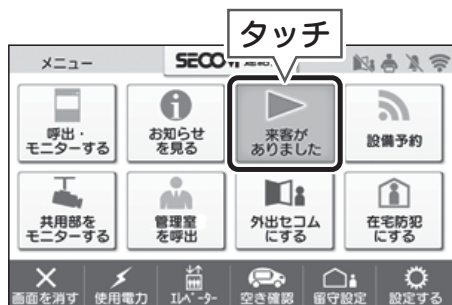 タッチ
メニュー
SECOM
呼出・
モニターする
お知らせ
を見る
来客が
ありました
設備予約
共用部を
モニターする
管理室
を呼出
外出セコム
にする
在宅防犯
にする
画面を消す
使用電力
エレベーター
空き確認
留守設定
設定する